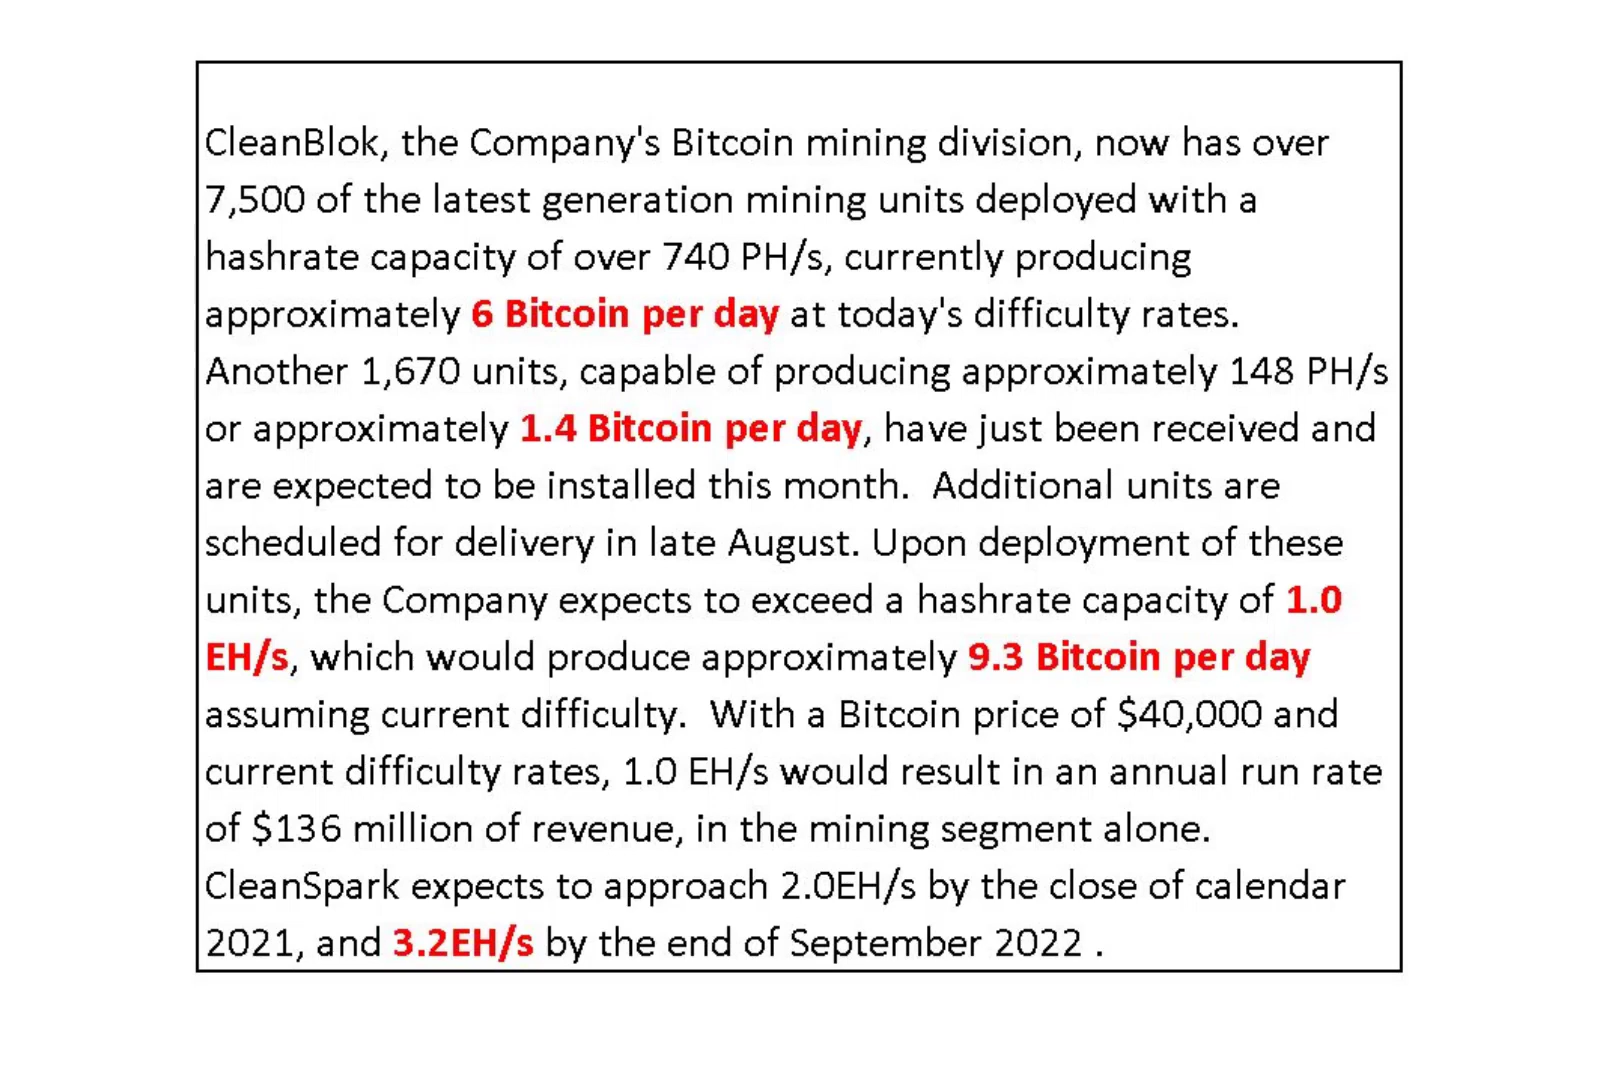 CleanBlok, the Company's Bitcoin mining division, now has over
7,500 of the latest generation mining units deployed with a
hashrate capacity of over 740 PH/s, currently producing
approximately 6 Bitcoin per day at today's difficulty rates.
Another 1,670 units, capable of producing approximately 148 PH/s
or approximately 1.4 Bitcoin per day, have just been received and
are expected to be installed this month.  Additional units are
scheduled for delivery in late August. Upon deployment of these
units, the Company expects to exceed a hashrate capacity of 1.0
EH/s, which would produce approximately 9.3 Bitcoin per day
assuming current difficulty.  With a Bitcoin price of $40,000 and
current difficulty rates, 1.0 EH/s would result in an annual run rate
of $136 million of revenue, in the mining segment alone.
CleanSpark expects to approach 2.0EH/s by the close of calendar
2021, and 3.2EH/s by the end of September 2022 .